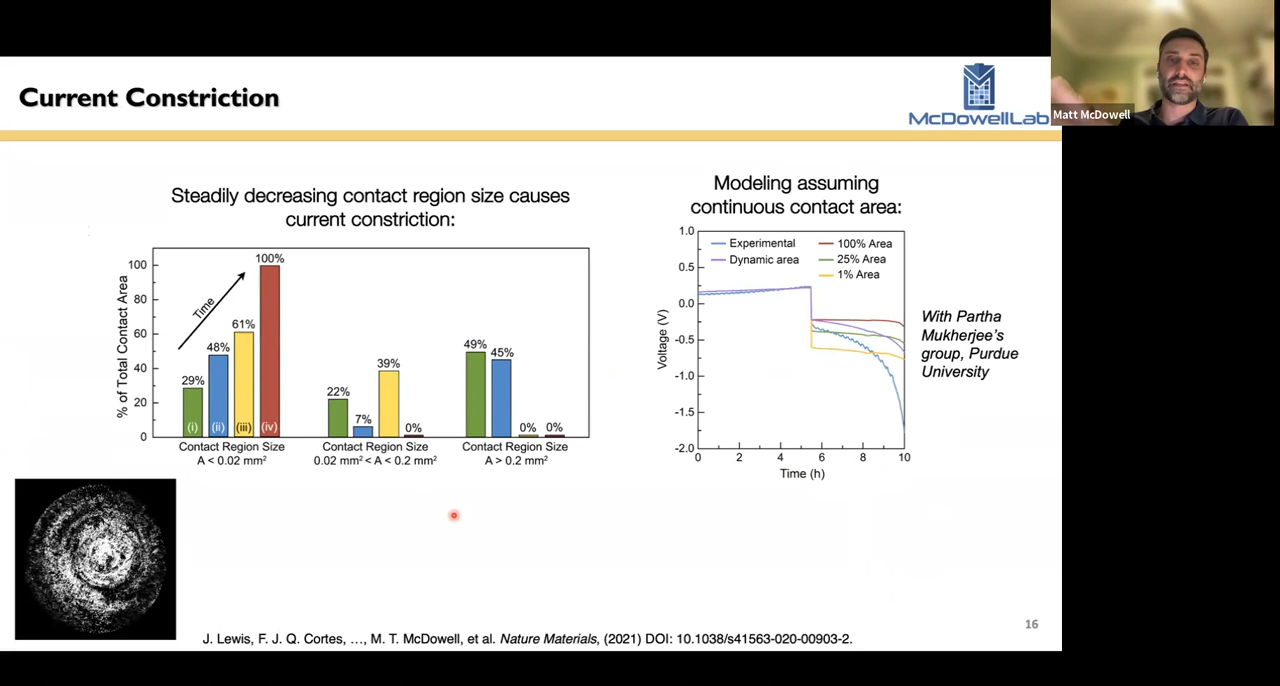 Current Constriction
McDowellLab
Matt McDowell
Steadily decreasing contact region size causes
current constriction:
% of Total Contact Area
100
80
60
40
20
0
Time
29%
48%
61%
100%
(i)
(ii)
(iii)
(iv)
22%
7%
39%
0%
49%
45%
0%
0%
Contact Region Size
A < 0.02 mm²
Contact Region Size
0.02 mm² < A < 0.2 mm²
Contact Region Size
A > 0.2 mm²
Modeling assuming
continuous contact area:
Voltage (V)
1.0
0.5
0.0
-0.5
-1.0
-1.5
-2.0
Experimental
Dynamic area
100% Area
25% Area
1% Area
0
2
4
6
8
10
Time (h)
With Partha
Mukherjee's
group, Purdue
University
16
J. Lewis, F. J. Q. Cortes, …, M. T. McDowell, et al. Nature Materials, (2021) DOI: 10.1038/s41563-020-00903-2.